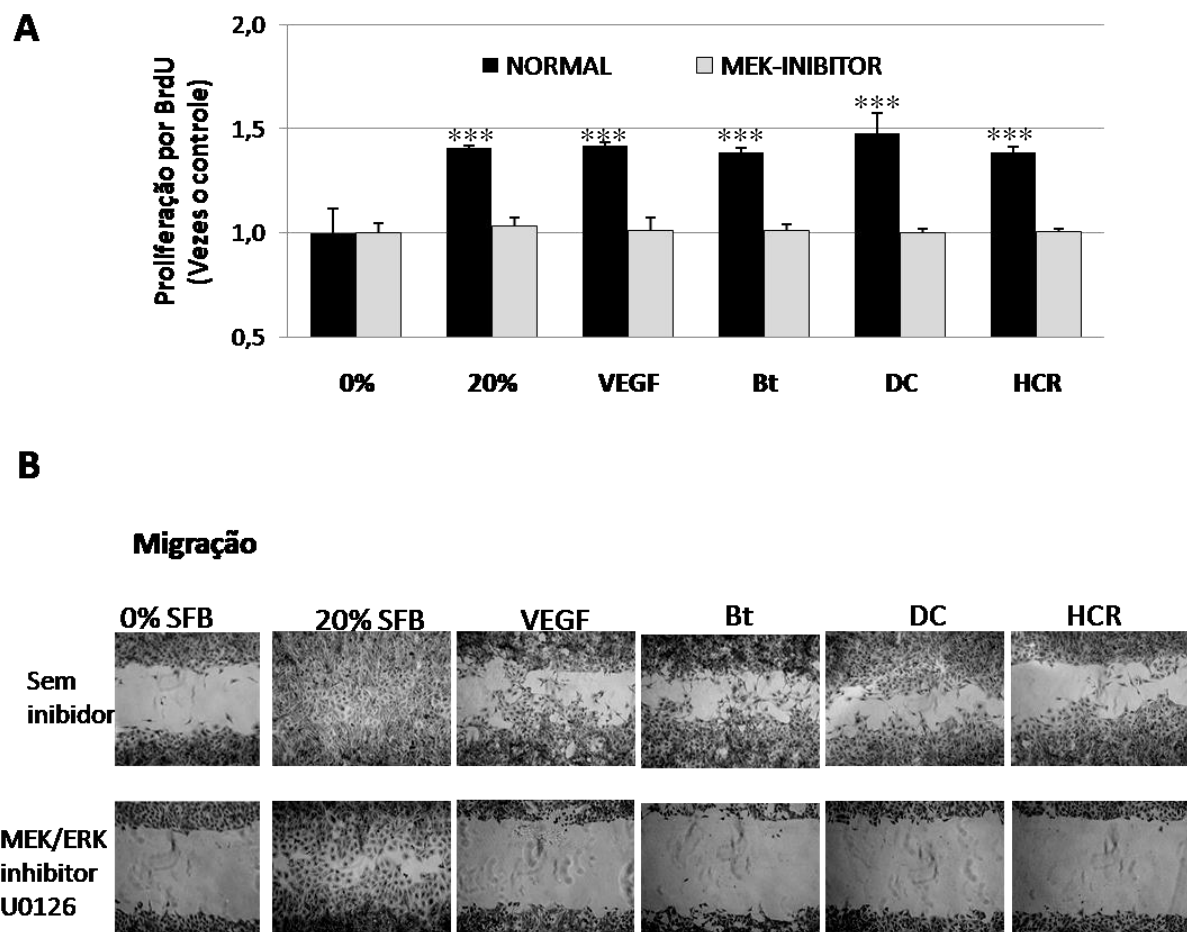 A
Proliferação por BrdU
(Vezes o controle)
2,0
1,5
1,0
0,5
NORMAL
MEK-INIBITOR
***
***
***
***
***
0%
20%
VEGF
Bt
DC
HCR
B
Migração
0% SFB
20% SFB
VEGF
Bt
DC
HCR
Sem
inibidor
MEK/ERK
inhibitor
U0126